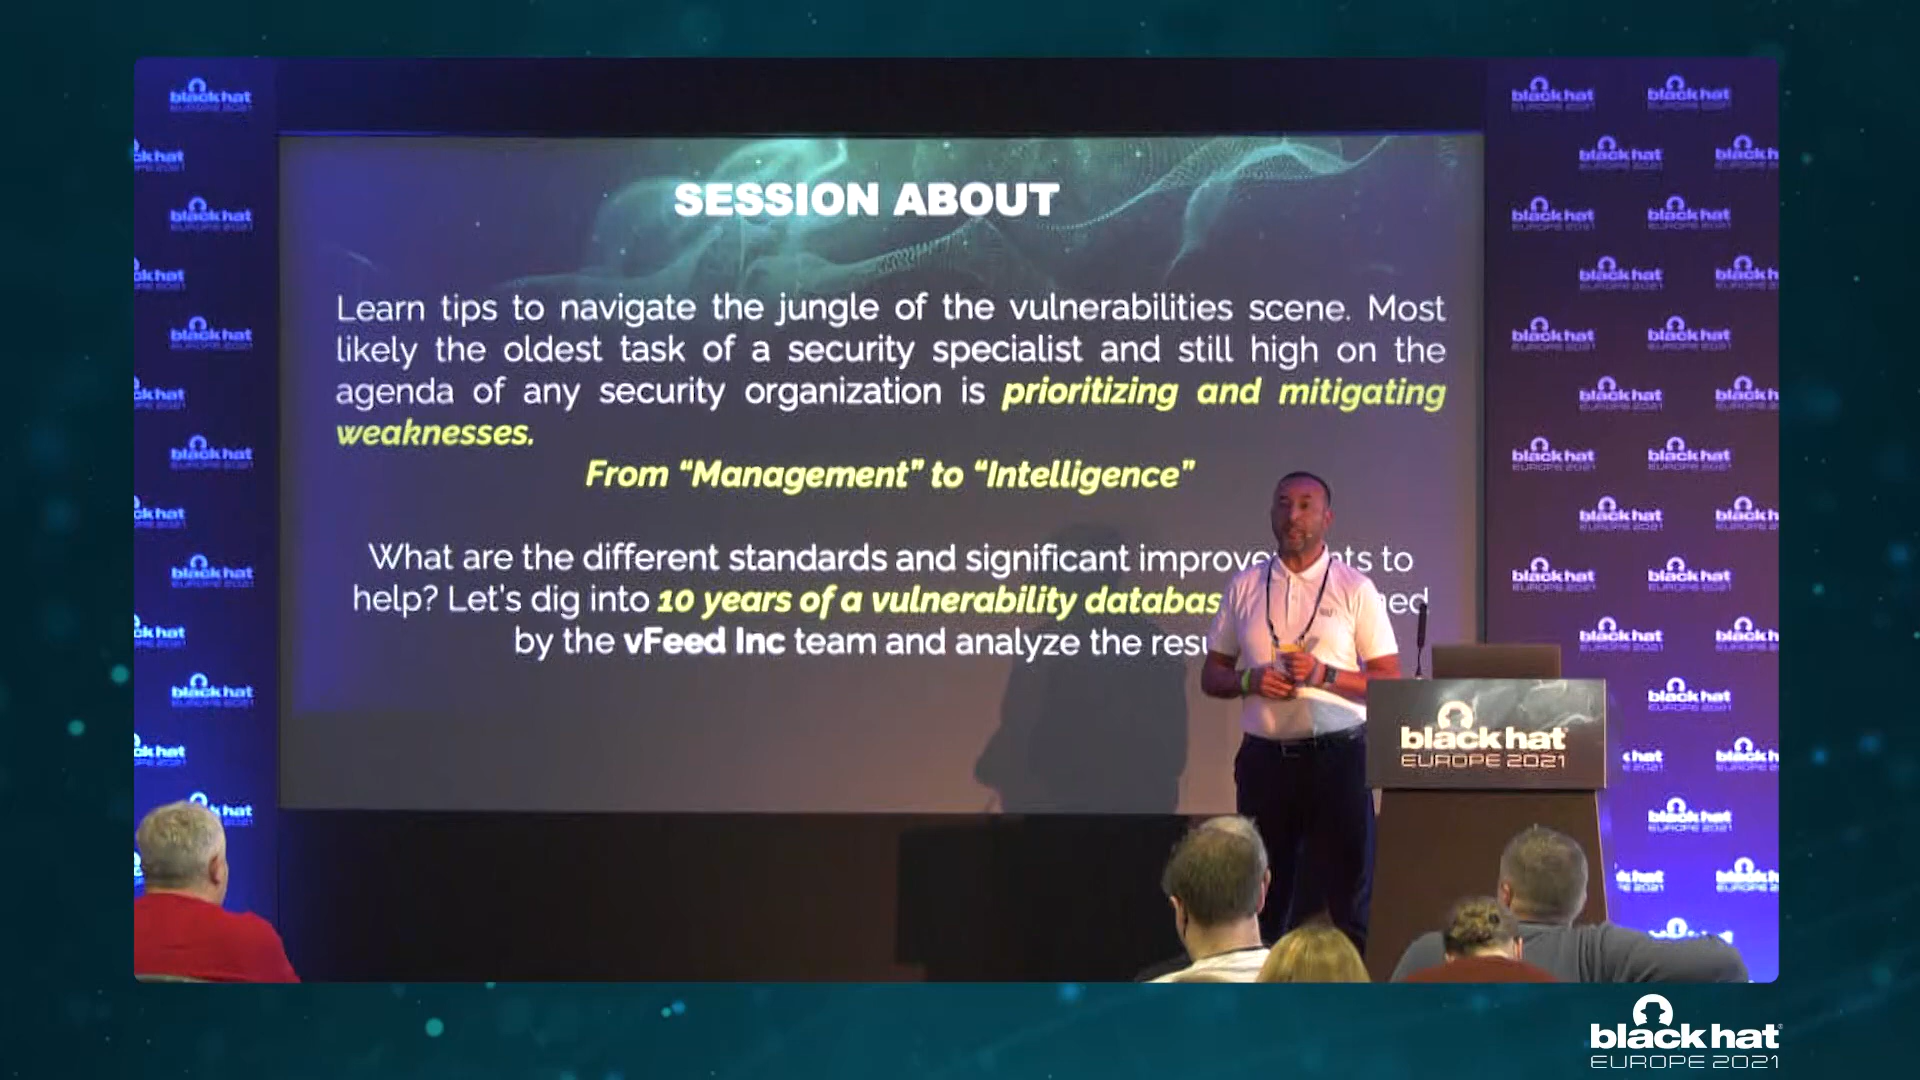 SESSION ABOUT
Learn tips to navigate the jungle of the vulnerabilities scene. Most
likely the oldest task of a security specialist and still high on the
agenda of any security organization is prioritizing and mitigating
weaknesses.
From “Management” to “Intelligence”
What are the different standards and significant to
help? Let's dig into 10 years of a vulnerability
by the vFeed Inc team and analyze the
black hat
EUROPE 2021
black hat
EUROPE 2021